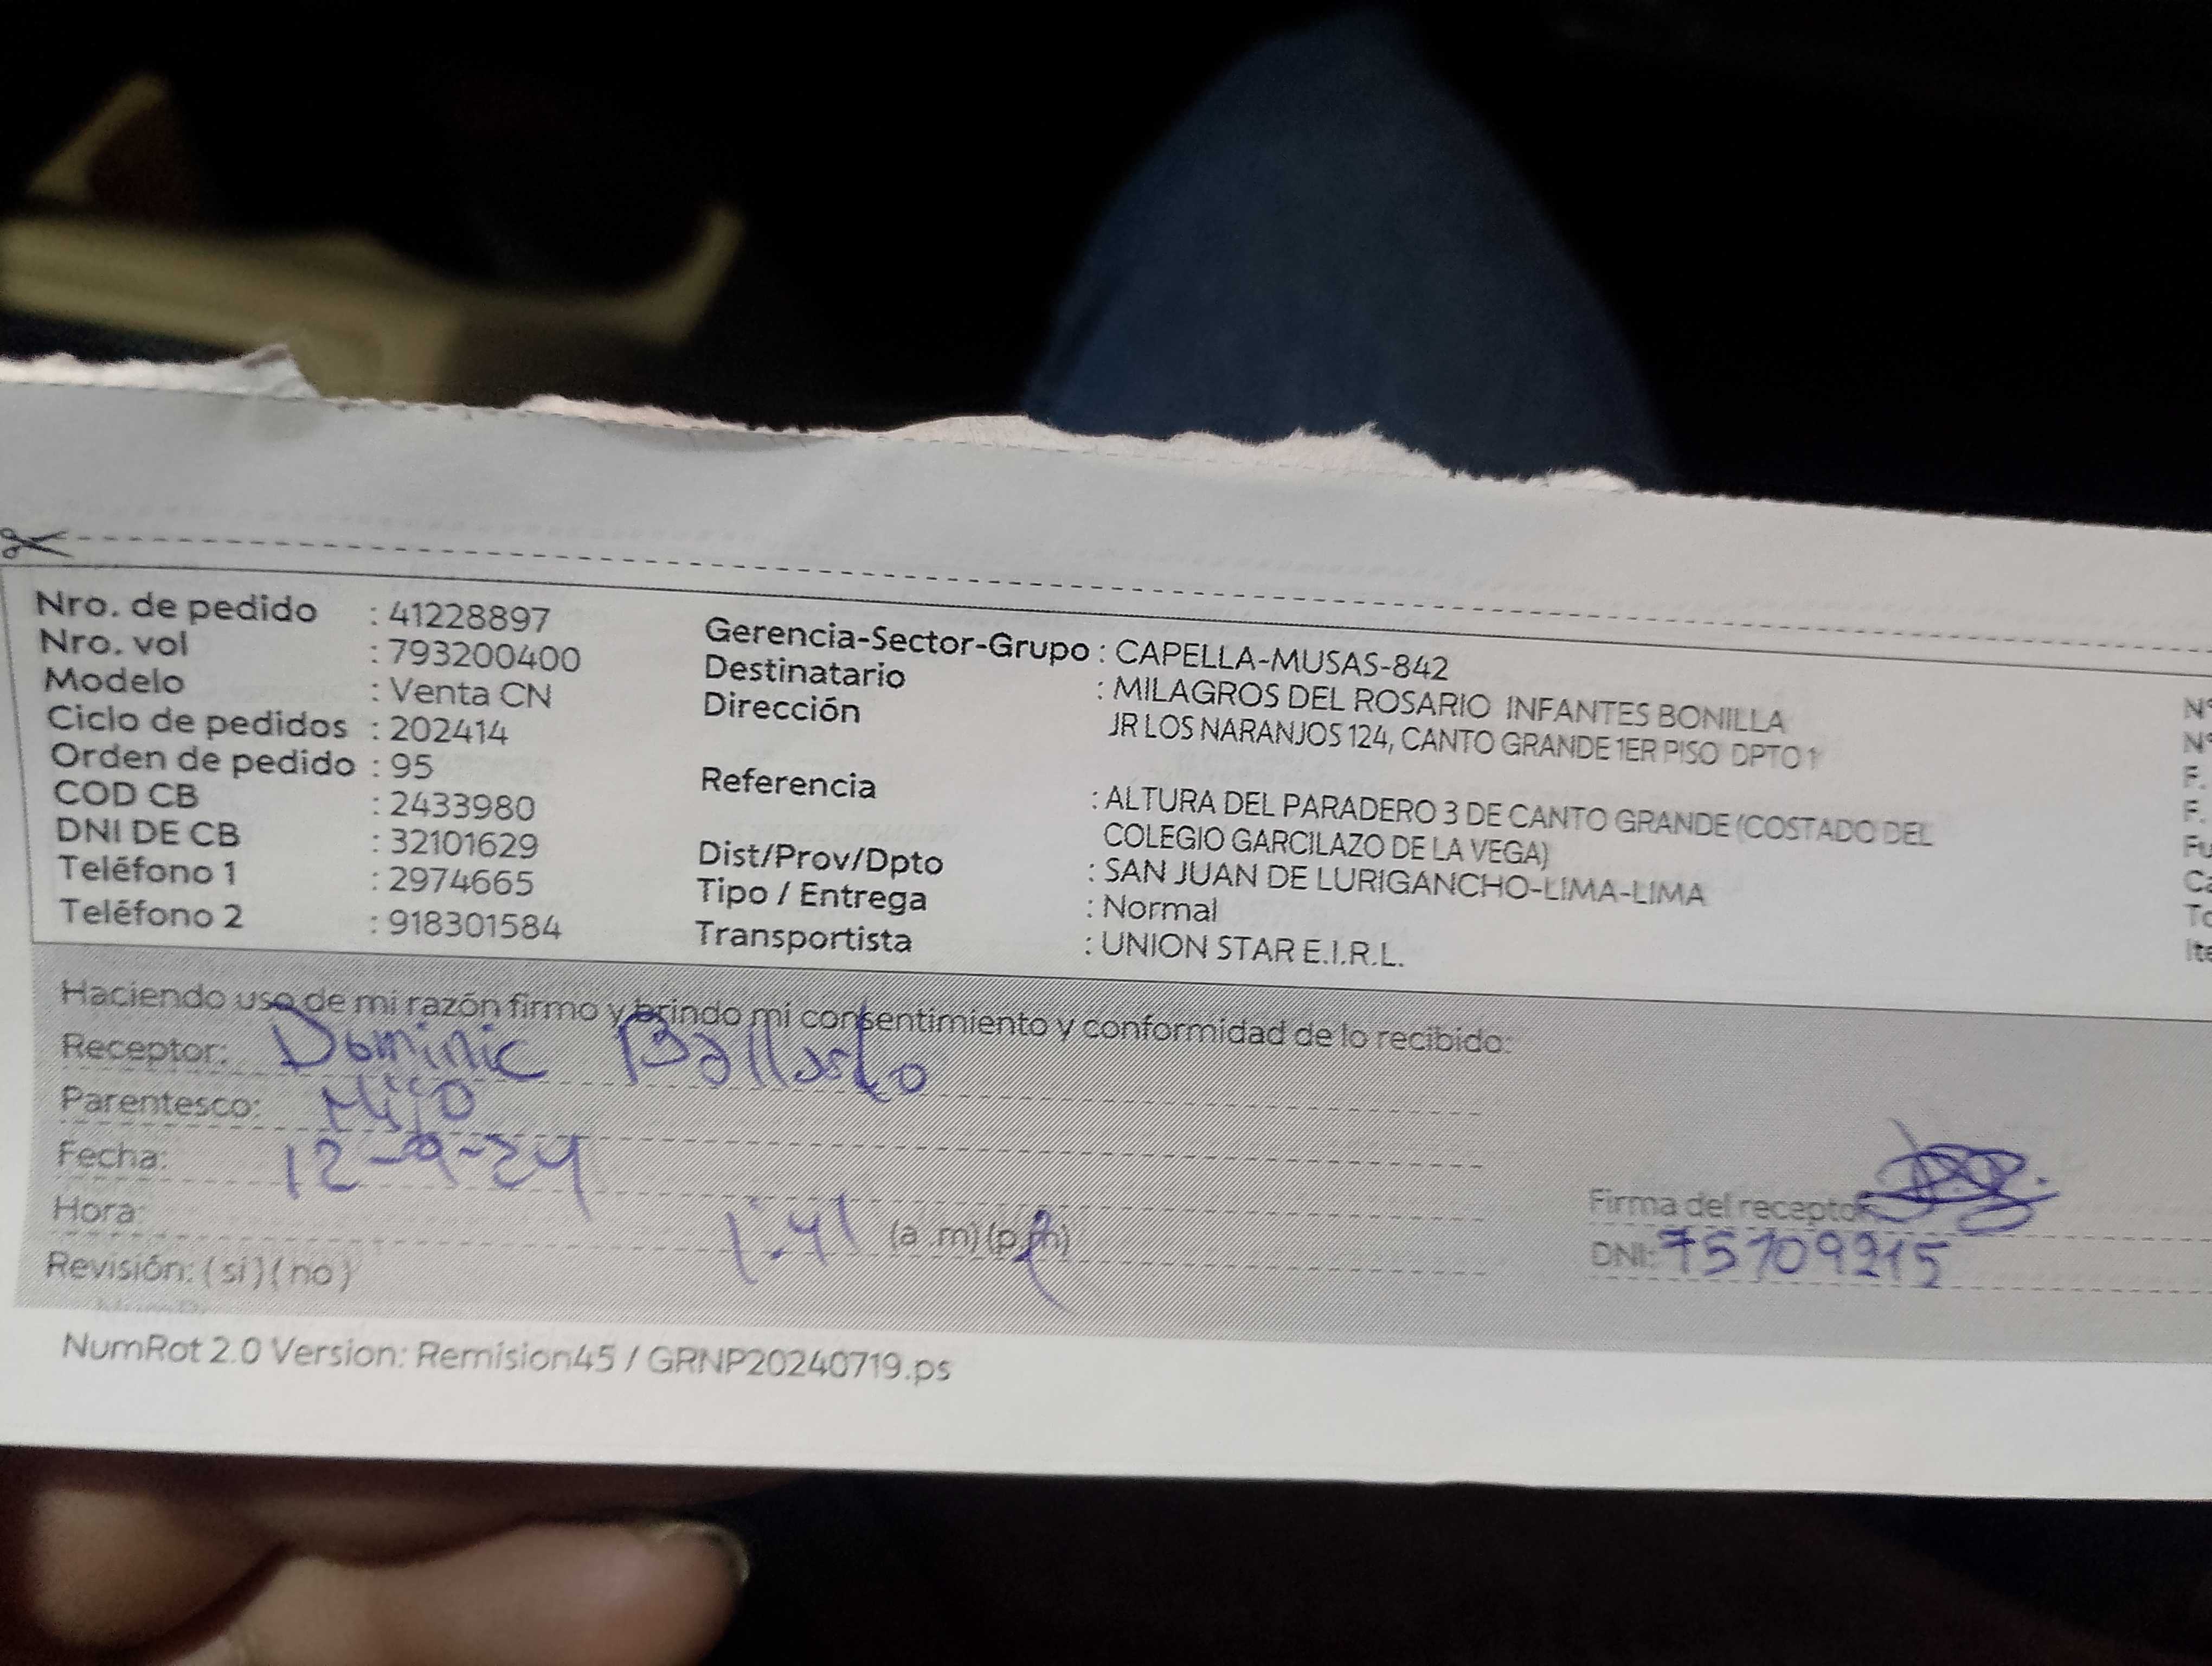 Nro. de pedido : 41228897
Nro. vol : 793200400
Modelo : Venta CN
Ciclo de pedidos : 202414
Orden de pedido : 95
COD CB : 2433980
DNI DE CB : 32101629
Teléfono 1 : 2974665
Teléfono 2 : 918301584
Gerencia-Sector-Grupo : CAPELLA-MUSAS-842
Destinatario : MILAGROS DEL ROSARIO INFANTES BONILLA
Dirección JR LOS NARANJOS 124, CANTO GRANDE 1ER PISO DPTO 1
Referencia : ALTURA DEL PARADERO 3 DE CANTO GRANDE (COSTADO DEL
COLEGIO GARCILAZO DE LA VEGA)
Dist/Prov/Dpto : SAN JUAN DE LURIGANCHO-LIMA-LIMA
Tipo / Entrega : Normal
Transportista : UNION STAR E.I.R.L.
N°
N°
F.
F.
Fu
Ca
To
Ite
Haciendo uso de mi razón firmo y brindo mi consentimiento y conformidad de lo recibido:
Receptor: Dominic
Parentesco: Hijo
Fecha: 12-9-24
Hora: 1:41 (a .m) (p.m)
Revisión: ( si ) ( no )
Firma del receptor
DNI: 75709215
NumRot 2.0 Version: Remision45 / GRNP20240719.ps